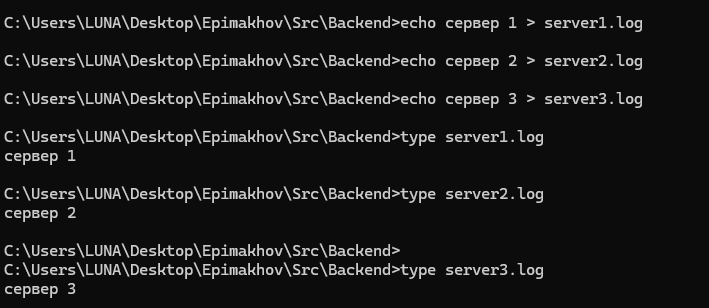 C:\Users\LUNA\Desktop\Epimakhov\Src\Backend>echo сервер 1 > server1.log
C:\Users\LUNA\Desktop\Epimakhov\Src\Backend>echo сервер 2 > server2.log
C:\Users\LUNA\Desktop\Epimakhov\Src\Backend>echo сервер 3 > server3.log
C:\Users\LUNA\Desktop\Epimakhov\Src\Backend>type server1.log
сервер 1
C:\Users\LUNA\Desktop\Epimakhov\Src\Backend>type server2.log
сервер 2
C:\Users\LUNA\Desktop\Epimakhov\Src\Backend>
C:\Users\LUNA\Desktop\Epimakhov\Src\Backend>type server3.log
сервер 3